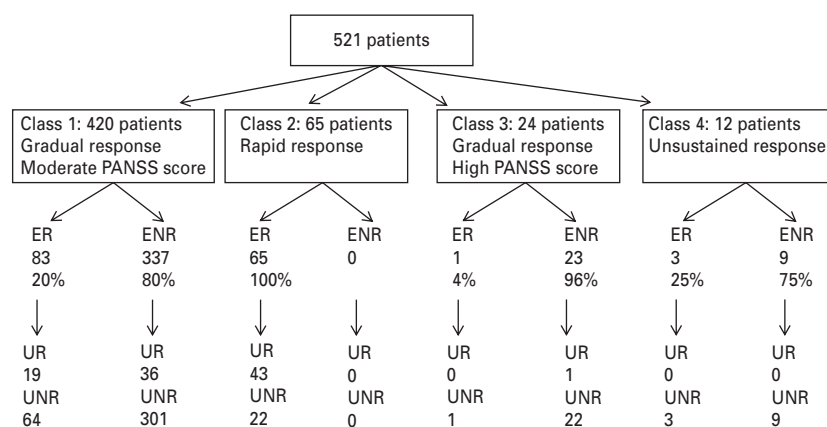 521 patients
Class 1: 420 patients
Gradual response
Moderate PANSS score
Class 2: 65 patients
Rapid response
Class 3: 24 patients
Gradual response
High PANSS score
Class 4: 12 patients
Unsustained response
ER ENR ER ENR ER ENR ER ENR
83 337 65 0 1 23 3 9
20% 80% 100% 4% 96% 25% 75%
UR UR UR UR UR UR UR UR
19 36 43 0 0 1 0 0
UNR UNR UNR UNR UNR UNR UNR UNR
64 301 22 0 1 22 3 9